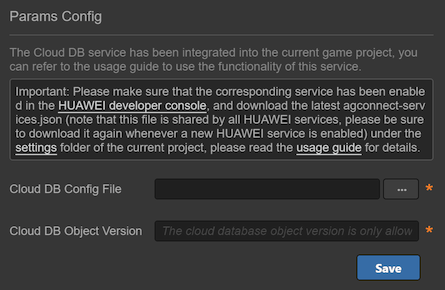 Params Config
The Cloud DB service has been integrated into the current game project, you
can refer to the usage guide to use the functionality of this service.
Important: Please make sure that the corresponding service has been enable
d in the HUAWEI developer console, and download the latest agconnect-serv
ices.json (note that this file is shared by all HUAWEI services, please be sure
to download it again whenever a new HUAWEI service is enabled) under the
settings folder of the current project, please read the usage guide for details.
Cloud DB Config File ... *
Cloud DB Object Version The cloud database object version is only allow *
Save